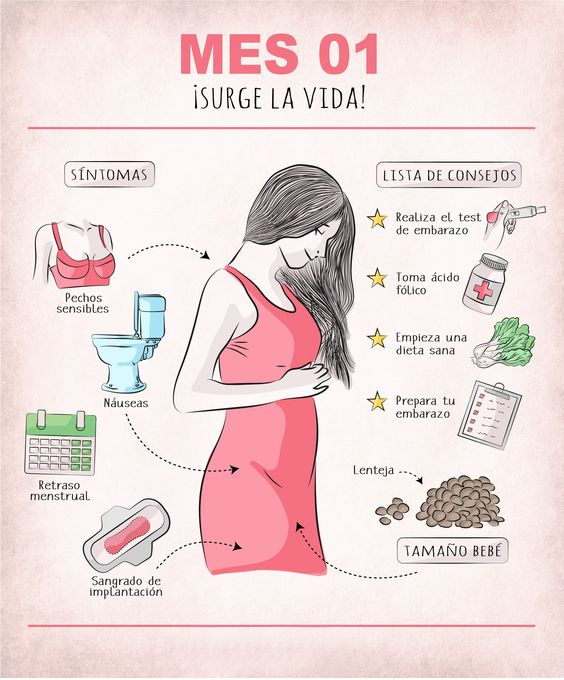 MES 01
¡SURGE LA VIDA!
SÍNTOMAS
Pechos
sensibles
Náuseas
Retraso
menstrual
Sangrado de
implantación
LISTA DE CONSEJOS
Realiza el test
de embarazo
Toma ácido
fólico
Empieza una
dieta sana
Prepara tu
embarazo
Lenteja
TAMAÑO BEBÉ